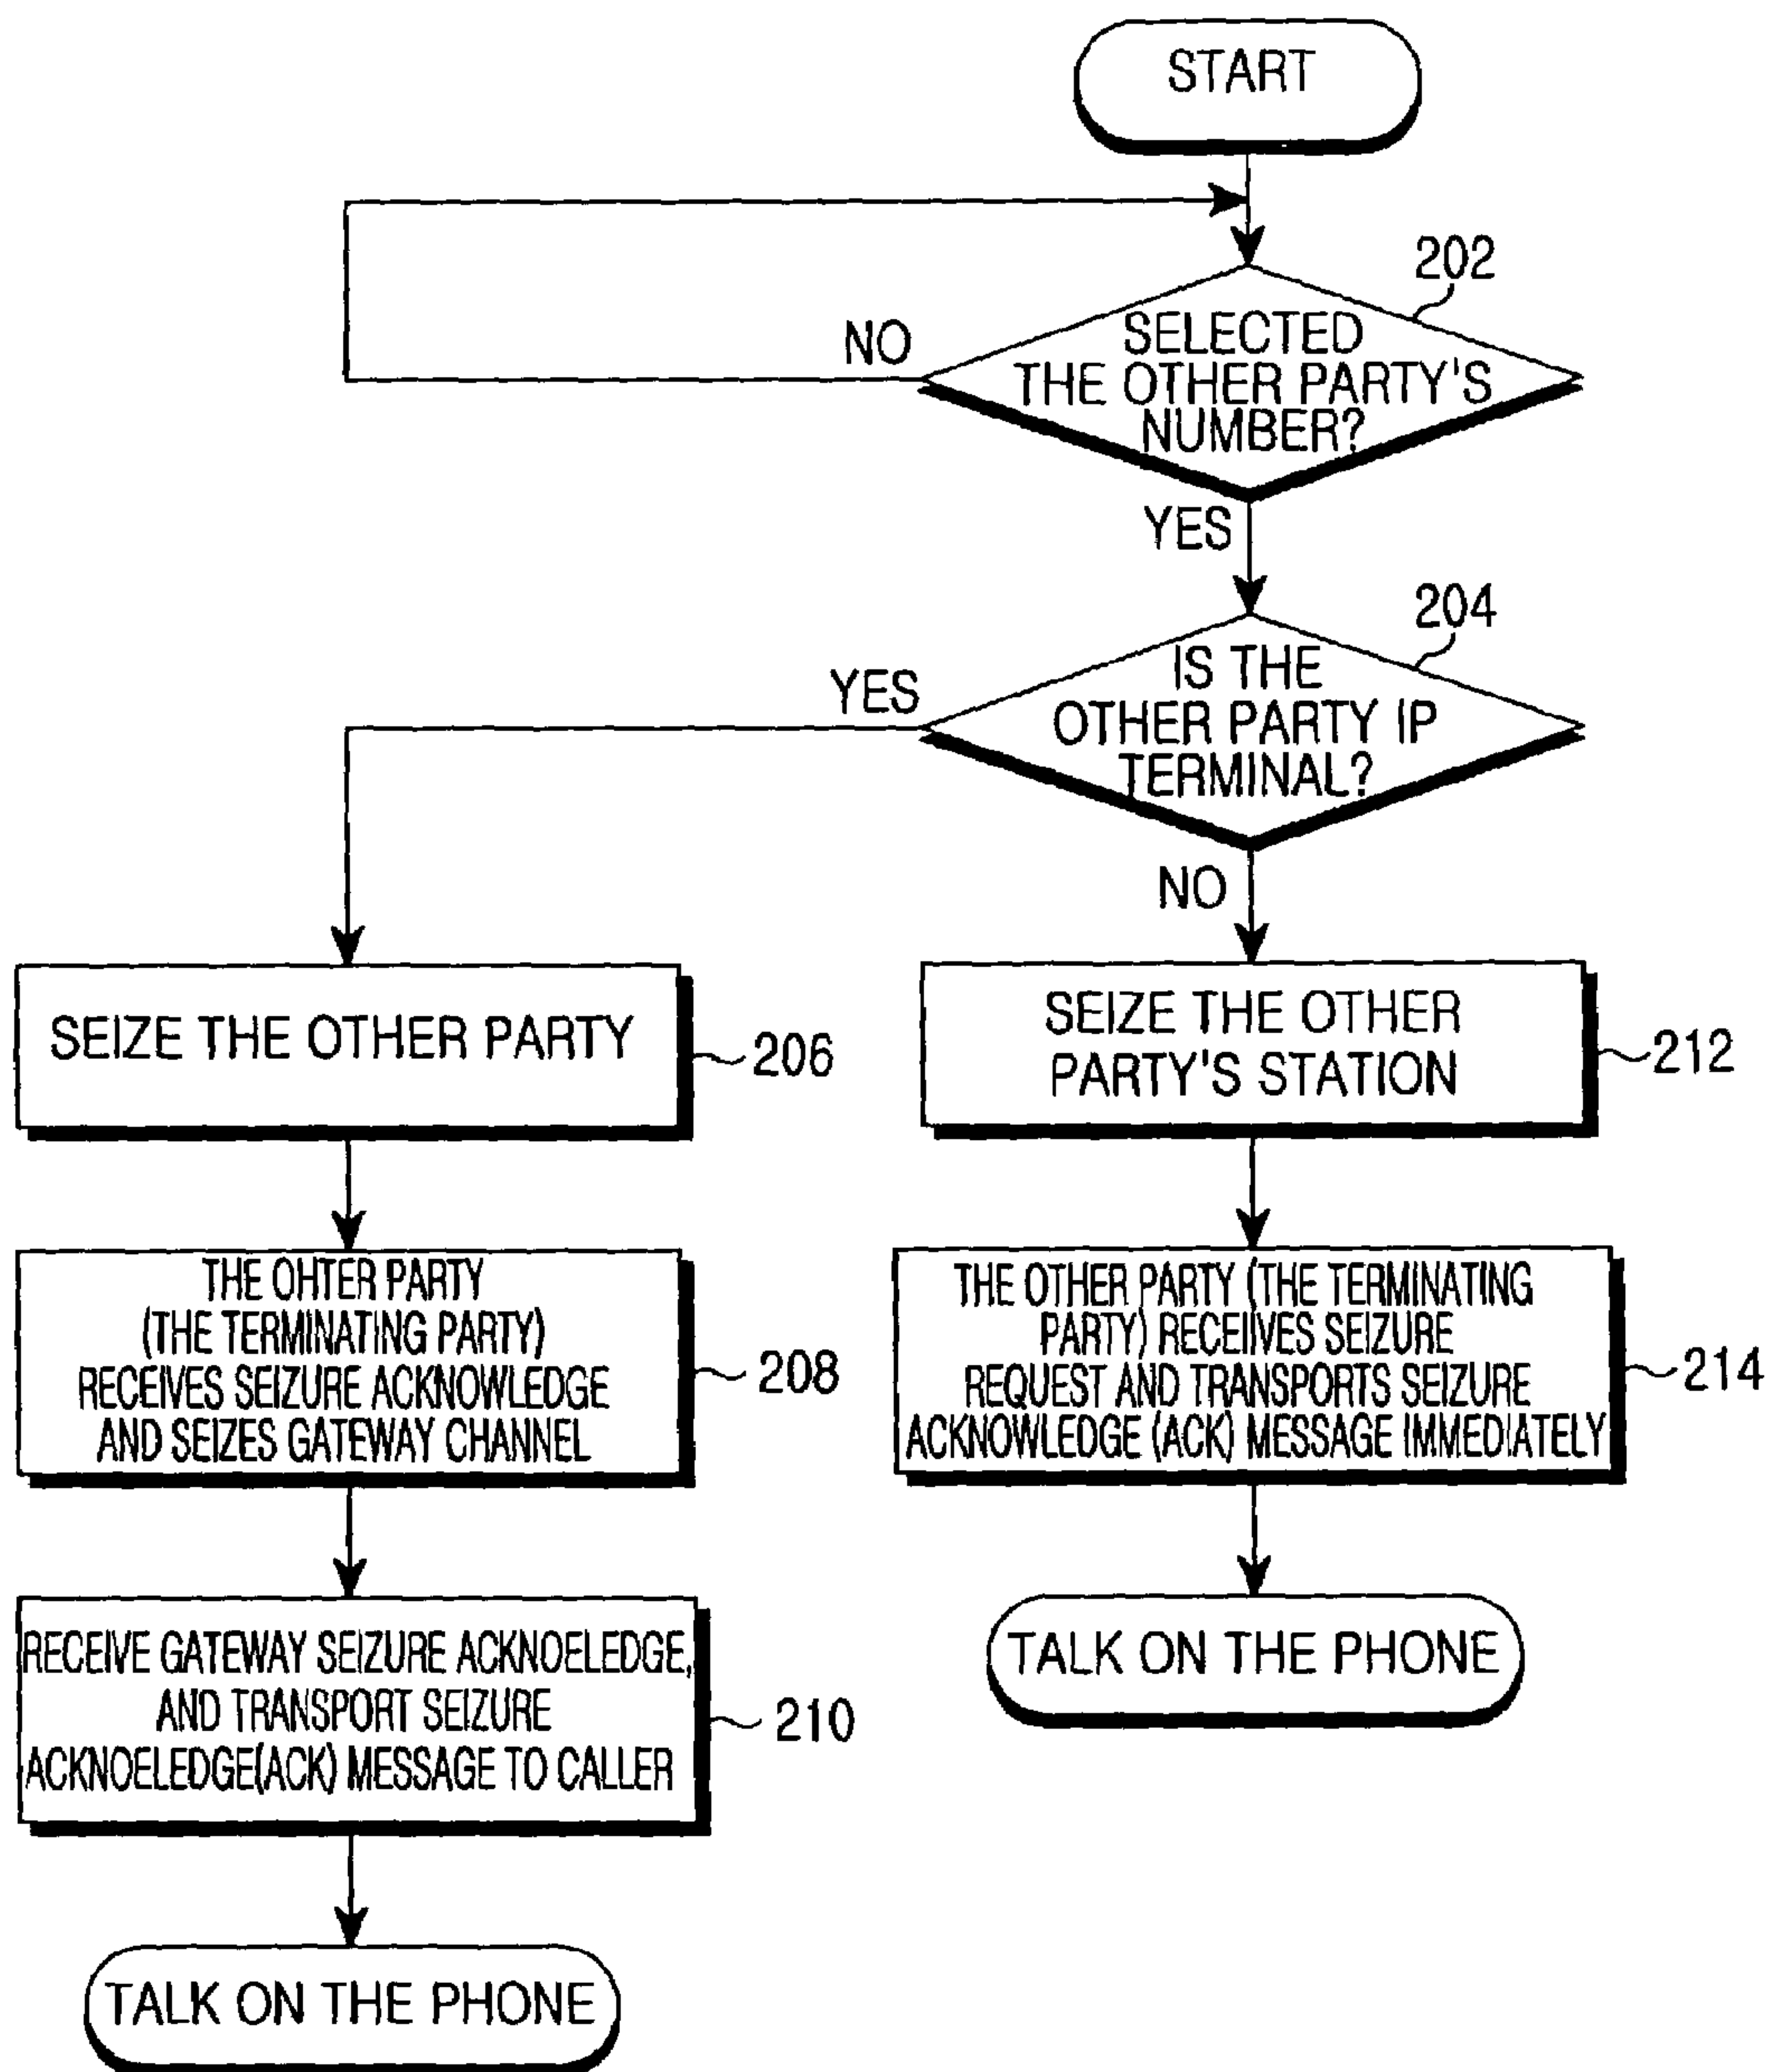 START
202
NO
SELECTED
THE OTHER PARTY'S
NUMBER?
YES
204
YES
IS THE
OTHER PARTY IP
TERMINAL?
NO
SEIZE THE OTHER PARTY
206
SEIZE THE OTHER
PARTY'S STATION
212
THE OHTER PARTY
(THE TERMINATING PARTY)
RECEIVES SEIZURE ACKNOWLEDGE
AND SEIZES GATEWAY CHANNEL
208
THE OTHER PARTY (THE TERMINATING
PARTY) RECEIIVES SEIZURE
REQUEST AND TRANSPORTS SEIZURE
ACKNOWLEDGE (ACK) MESSAGE IMMEDIATELY
214
RECEIVE GATEWAY SEIZURE ACKNOELEDGE,
AND TRANSPORT SEIZURE
ACKNOELEDGE(ACK) MESSAGE TO CALLER
210
TALK ON THE PHONE
TALK ON THE PHONE